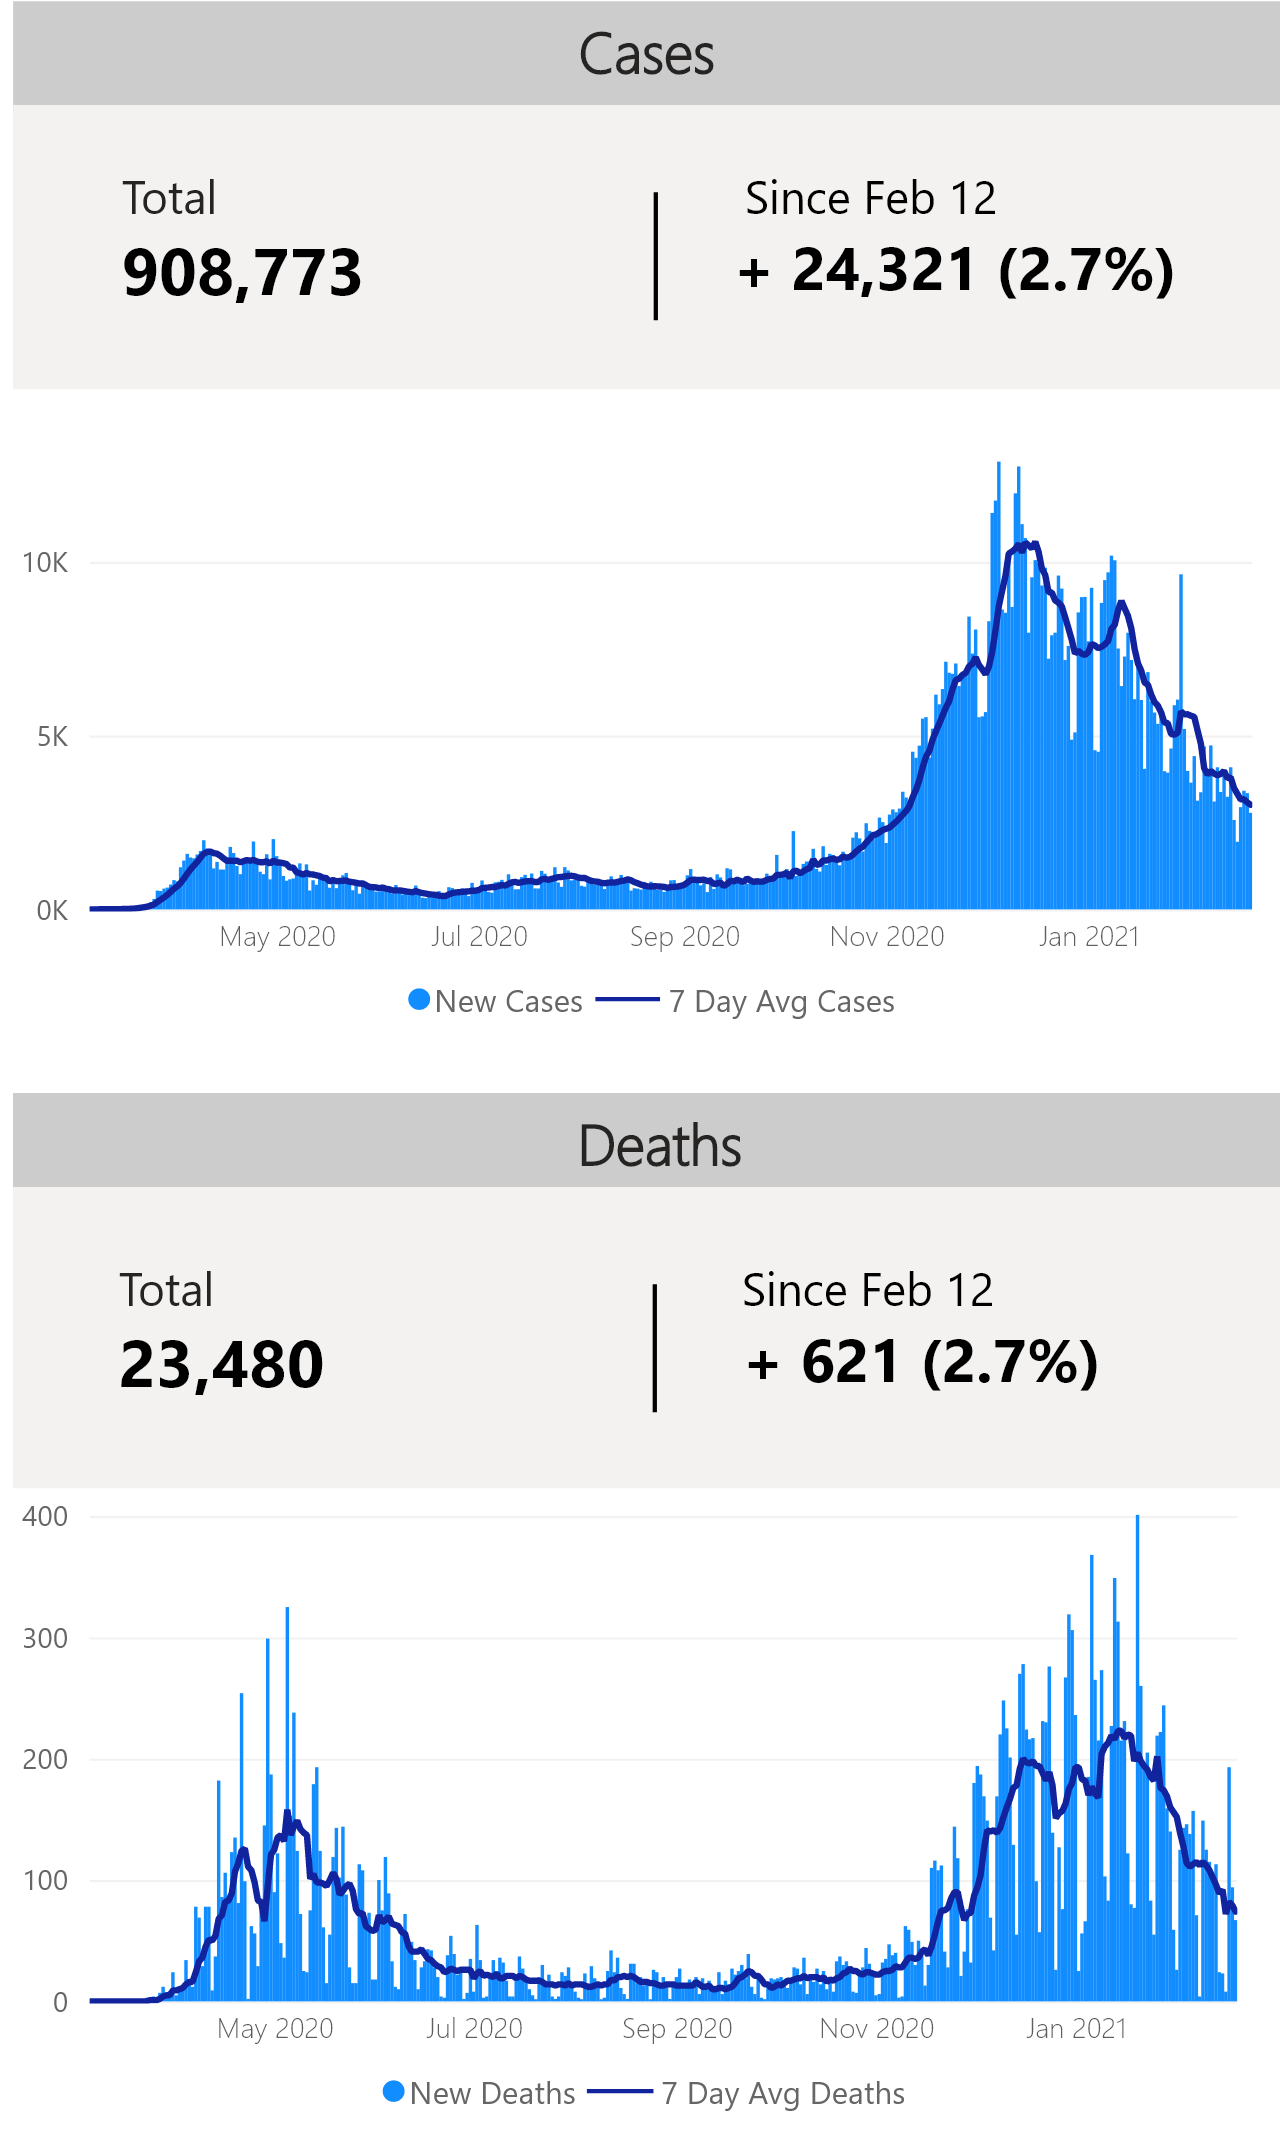 Cases
Total
Since Feb 12
908,773
+ 24,321 (2.7%)
10K
5K
0K
May 2020
Jul 2020
Sep 2020
Nov 2020
Jan 2021
New Cases
7 Day Avg Cases
Deaths
Total
Since Feb 12
23,480
+ 621 (2.7%)
400
300
200
100
0
May 2020
Jul 2020
Sep 2020
Nov 2020
Jan 2021
New Deaths
7 Day Avg Deaths